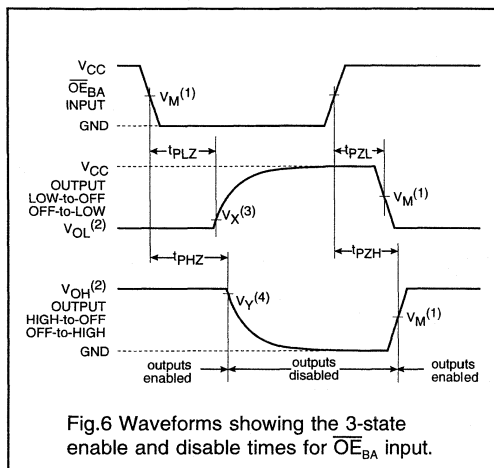 VCC
OEBA
INPUT
VM(1)
GND
tPLZ
tPZL
VCC
OUTPUT
LOW-to-OFF
OFF-to-LOW
VM(1)
VX(3)
VOL(2)
tPHZ
tPZH
VOH(2)
OUTPUT
HIGH-to-OFF
OFF-to-HIGH
VY(4)
VM(1)
GND
outputs
enabled
outputs
disabled
outputs
enabled
Fig.6 Waveforms showing the 3-state
enable and disable times for OEBA input.